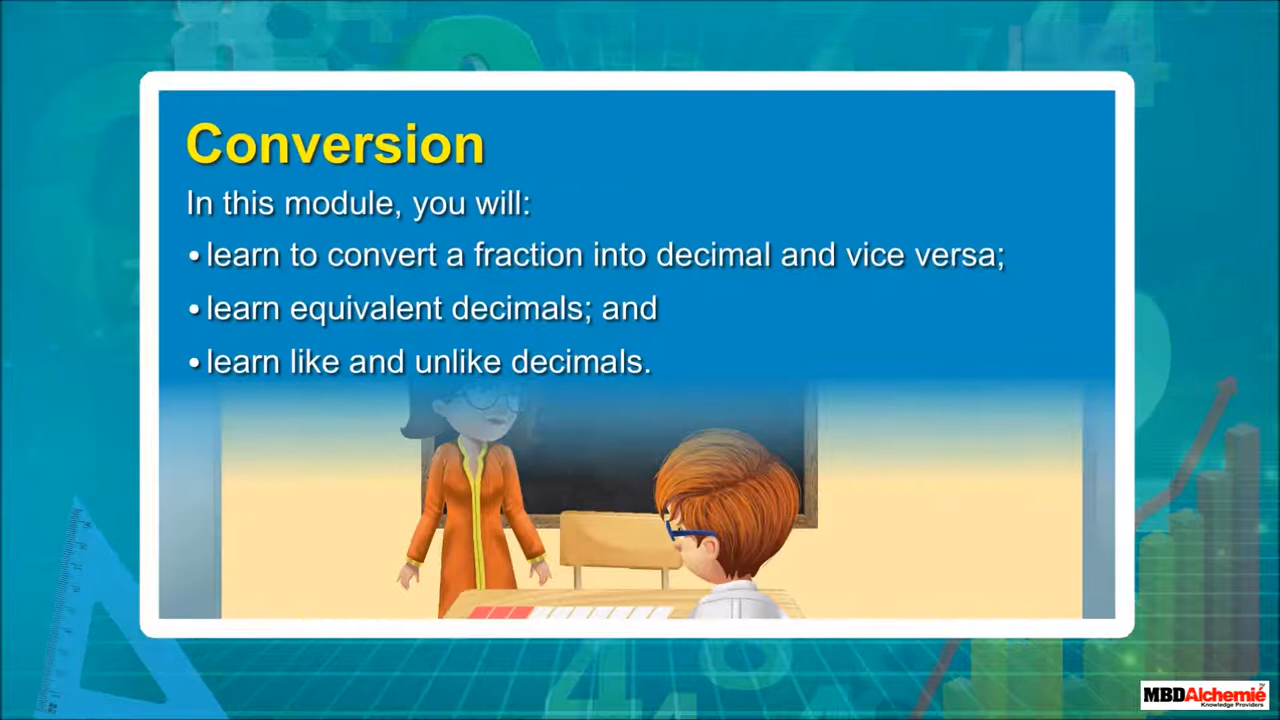 Conversion
In this module, you will:
• learn to convert a fraction into decimal and vice versa;
• learn equivalent decimals; and
• learn like and unlike decimals.
MBDAlchemié
Knowledge Providers